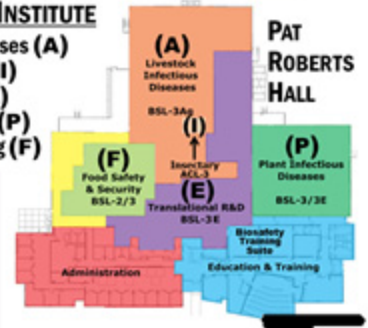 INSTITUTE
ses (A)
I)
)
(P)
g (F)
PAT
ROBERTS
HALL
(A)
Livestock
Infectious
Diseases
BSL-3Ag
(I)
Insectary
ACL-3
(F)
Food Safety
& Security
BSL-2/3
(E)
Translational R&D
BSL-3E
(P)
Plant Infectious
Diseases
BSL-3/3E
Biosafety
Training
Suite
Education & Training
Administration